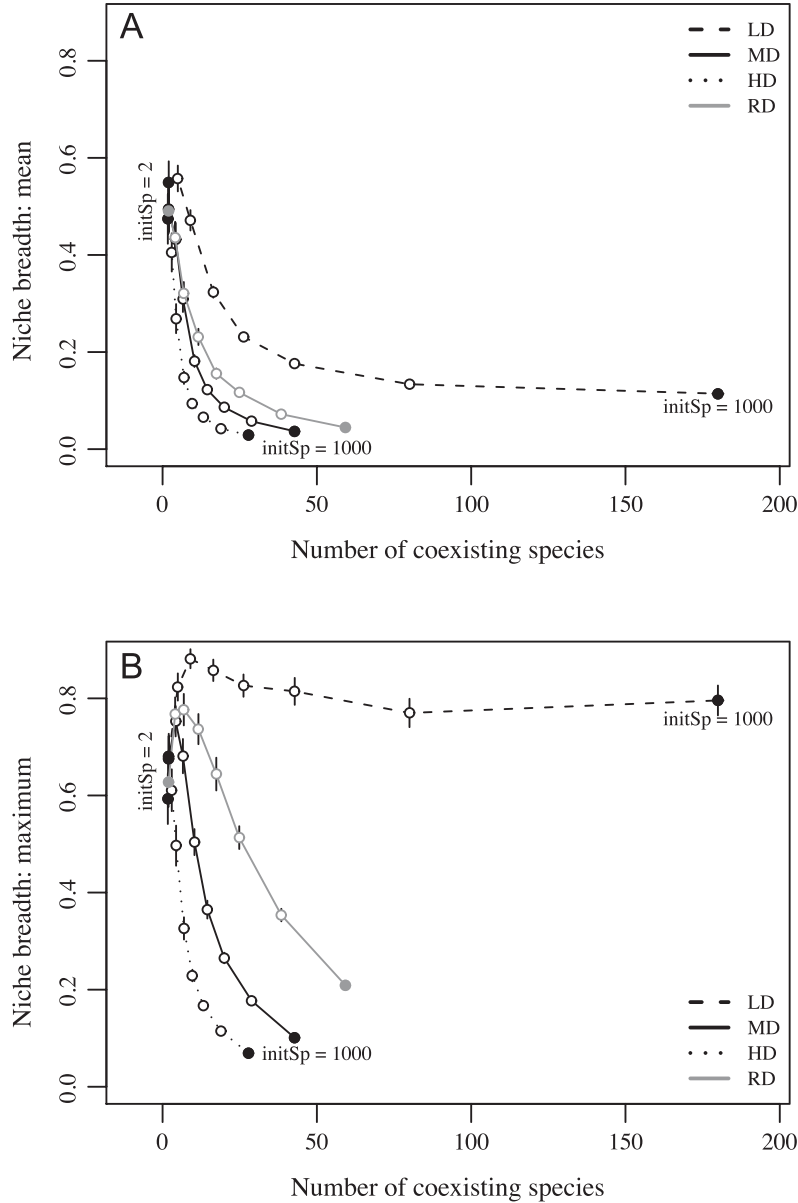 A
LD
MD
HD
RD
0.8
0.6
0.4
0.2
0.0
Niche breadth: mean
initSp = 2
initSp = 1000
initSp = 1000
0 50 100 150 200
Number of coexisting species
B
0.8
0.6
0.4
0.2
0.0
Niche breadth: maximum
initSp = 2
initSp = 1000
LD
MD
HD
RD
initSp = 1000
0 50 100 150 200
Number of coexisting species